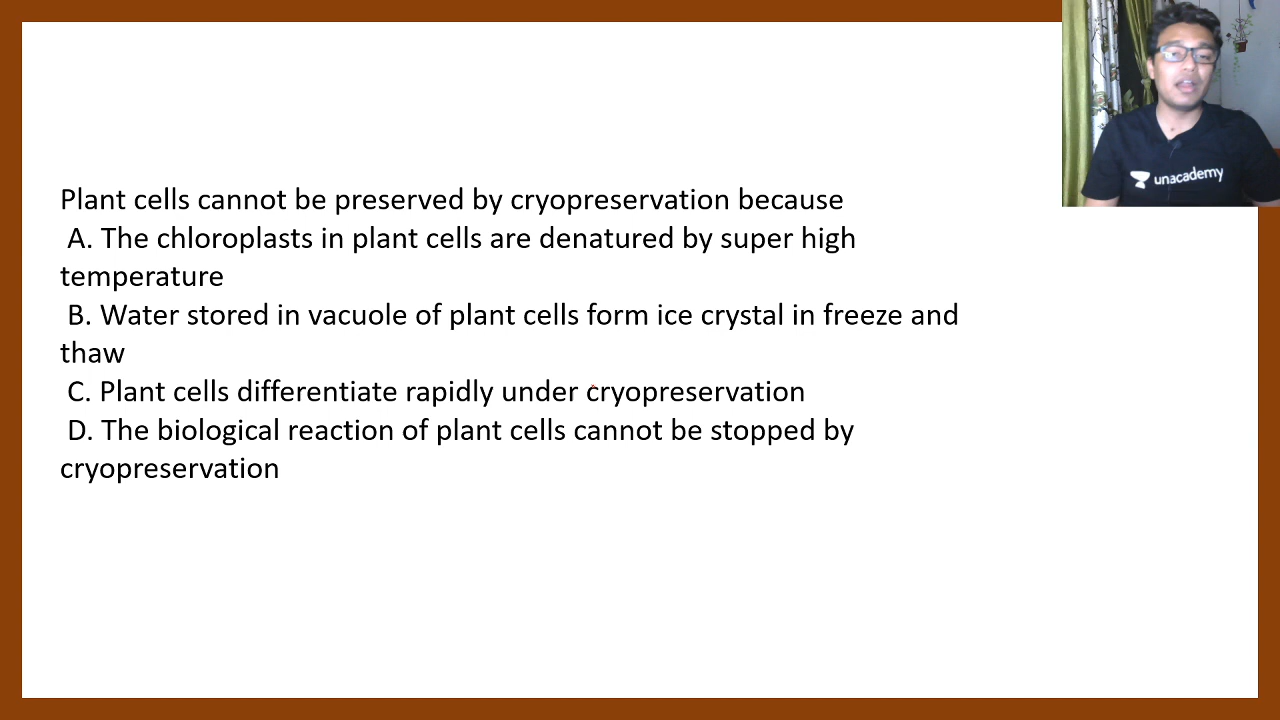 Plant cells cannot be preserved by cryopreservation because
A. The chloroplasts in plant cells are denatured by super high
temperature
B. Water stored in vacuole of plant cells form ice crystal in freeze and
thaw
C. Plant cells differentiate rapidly under cryopreservation
D. The biological reaction of plant cells cannot be stopped by
cryopreservation
unacademy